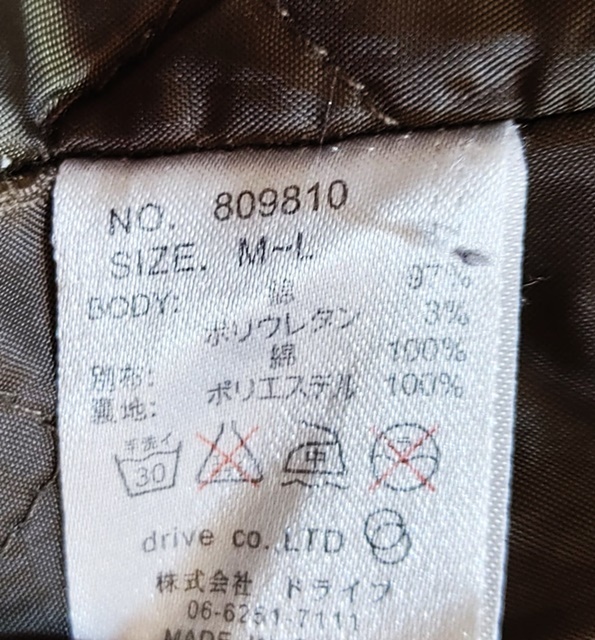 NO. 809810
SIZE. M~L
BODY: 綿 97%
ポリウレタン 3%
別布: 綿 100%
裏地: ポリエステル 100%
手洗イ
30
中
drive co.,LTD
株式会社 ドライブ
06-6251-7111
MADE